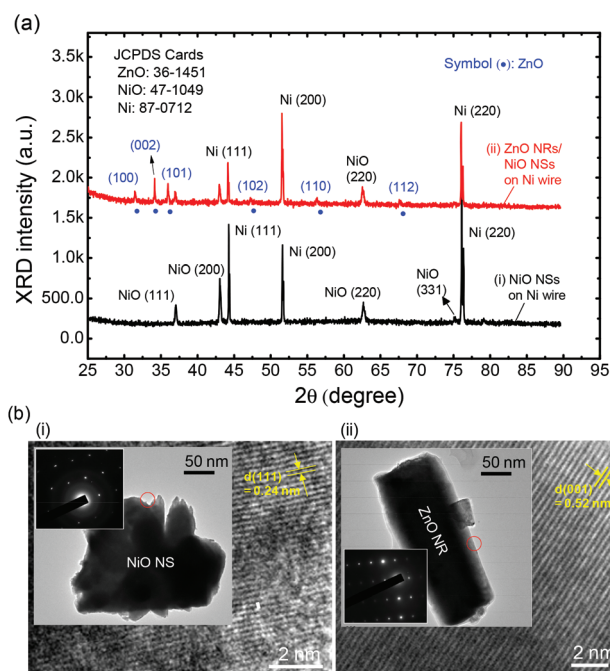 (a)
JCPDS Cards
ZnO: 36-1451
NiO: 47-1049
Ni: 87-0712
Symbol (•): ZnO
Ni (200)
Ni (220)
(002)
(100)
(101)
Ni (111)
(102)
(110)
NiO
(220)
(112)
(ii) ZnO NRs/
NiO NSs
on Ni wire
Ni (111)
Ni (200)
Ni (220)
NiO (111)
NiO (200)
NiO (220)
NiO
(331)
(i) NiO NSs
on Ni wire
XRD intensity (a.u.)
3.5k
3.0k
2.5k
2.0k
1.5k
1.0k
500.0
0.0
25 30 35 40 45 50 55 60 65 70 75 80 85 90 95
2θ (degree)
(b)
(i)
50 nm
d(111)
= 0.24 nm
NiO NS
2 nm
(ii)
50 nm
d(001)
= 0.52 nm
ZnO NR
2 nm